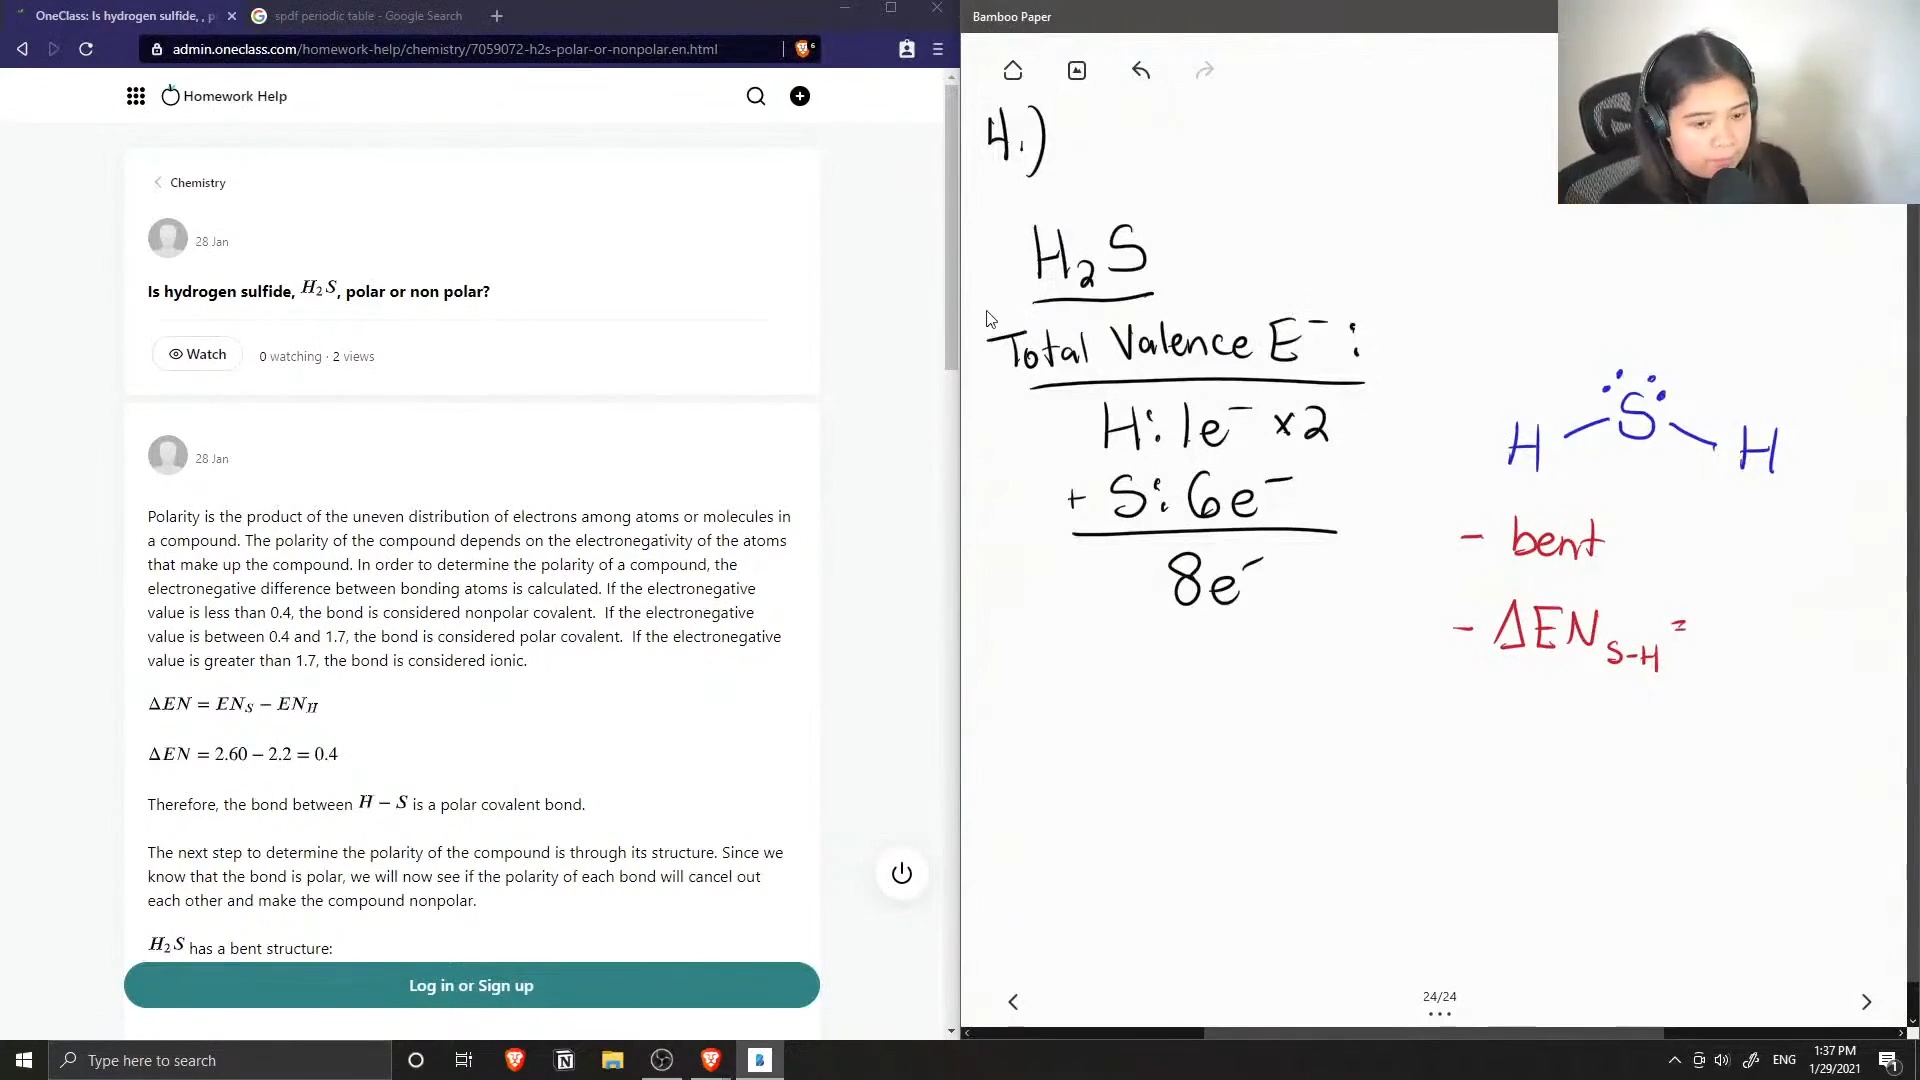 OneClass: Is hydrogen sulfide, , p
spdf periodic table - Google Search
admin.oneclass.com/homework-help/chemistry/7059072-h2s-polar-or-nonpolar.en.html
6
Homework Help
Chemistry
28 Jan
Is hydrogen sulfide, H₂S, polar or non polar?
Watch
0 watching · 2 views
28 Jan
Polarity is the product of the uneven distribution of electrons among atoms or molecules in
a compound. The polarity of the compound depends on the electronegativity of the atoms
that make up the compound. In order to determine the polarity of a compound, the
electronegative difference between bonding atoms is calculated. If the electronegative
value is less than 0.4, the bond is considered nonpolar covalent.  If the electronegative
value is between 0.4 and 1.7, the bond is considered polar covalent.  If the electronegative
value is greater than 1.7, the bond is considered ionic.
ΔEN = EN_S − EN_H
ΔEN = 2.60 − 2.2 = 0.4
Therefore, the bond between H − S is a polar covalent bond.
The next step to determine the polarity of the compound is through its structure. Since we
know that the bond is polar, we will now see if the polarity of each bond will cancel out
each other and make the compound nonpolar.
H₂S has a bent structure:
Log in or Sign up
Bamboo Paper
4.)
H₂S
Total Valence E⁻:
H: 1e⁻ ×2
+ S: 6e⁻
8e⁻
H S H
- bent
- ΔEN S-H =
24/24
Type here to search
ENG
1:37 PM
1/29/2021
1